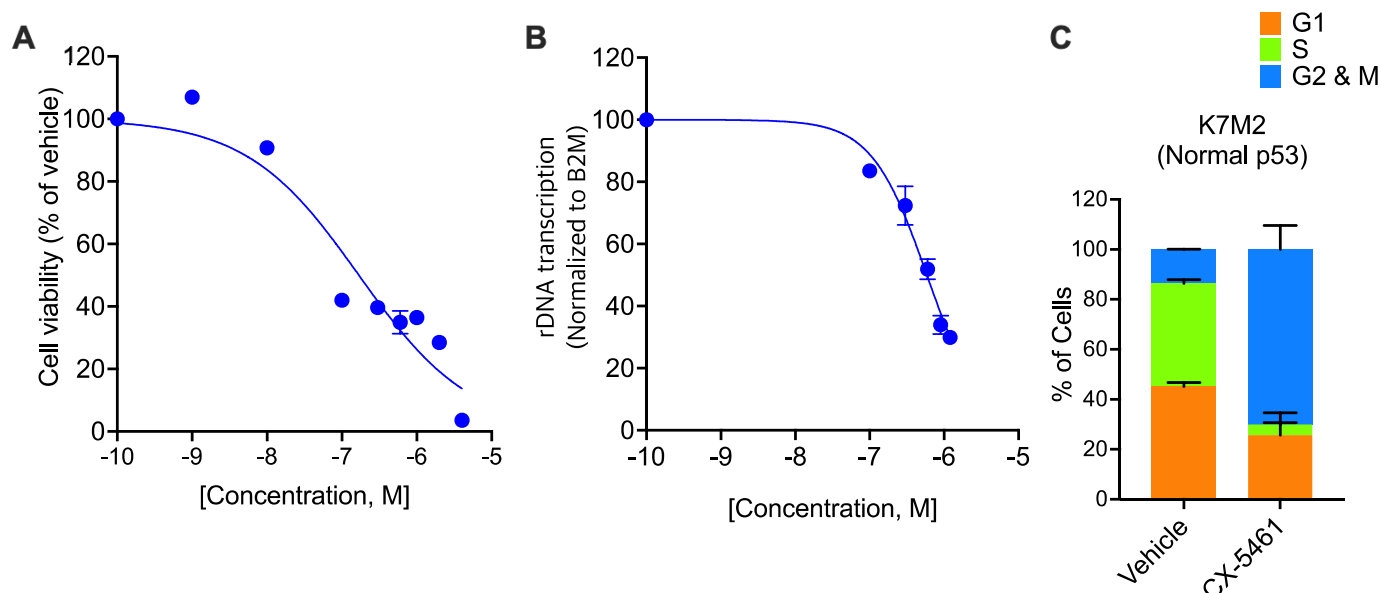 A
Cell viability (% of vehicle)
120
100
80
60
40
20
0
-10
-9
-8
-7
-6
-5
[Concentration, M]
B
rDNA transcription
(Normalized to B2M)
120
100
80
60
40
20
0
-10
-9
-8
-7
-6
-5
[Concentration, M]
C
G1
S
G2 & M
K7M2
(Normal p53)
% of Cells
120
100
80
60
40
20
0
Vehicle
CX-5461